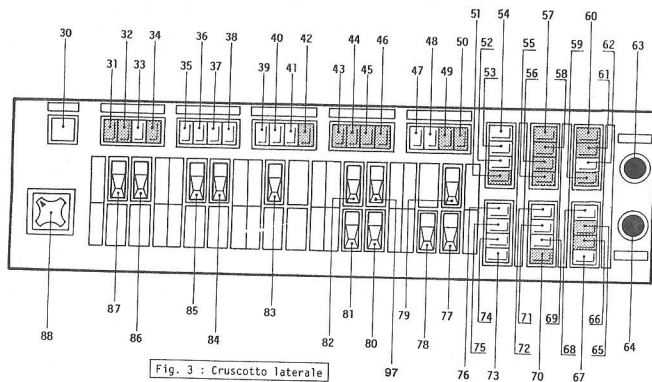 51 54 57 60
32 34 36 38 40 42 44 46 48 50 52 55 59 62 63
30 31 33 35 37 39 41 43 45 47 49 53 56 58 61
87 85 83 82 81 79 78 77 76 74 71 69 66 64
88 86 84 80 97 75 73 72 70 68 67 65
Fig. 3 : Cruscotto laterale